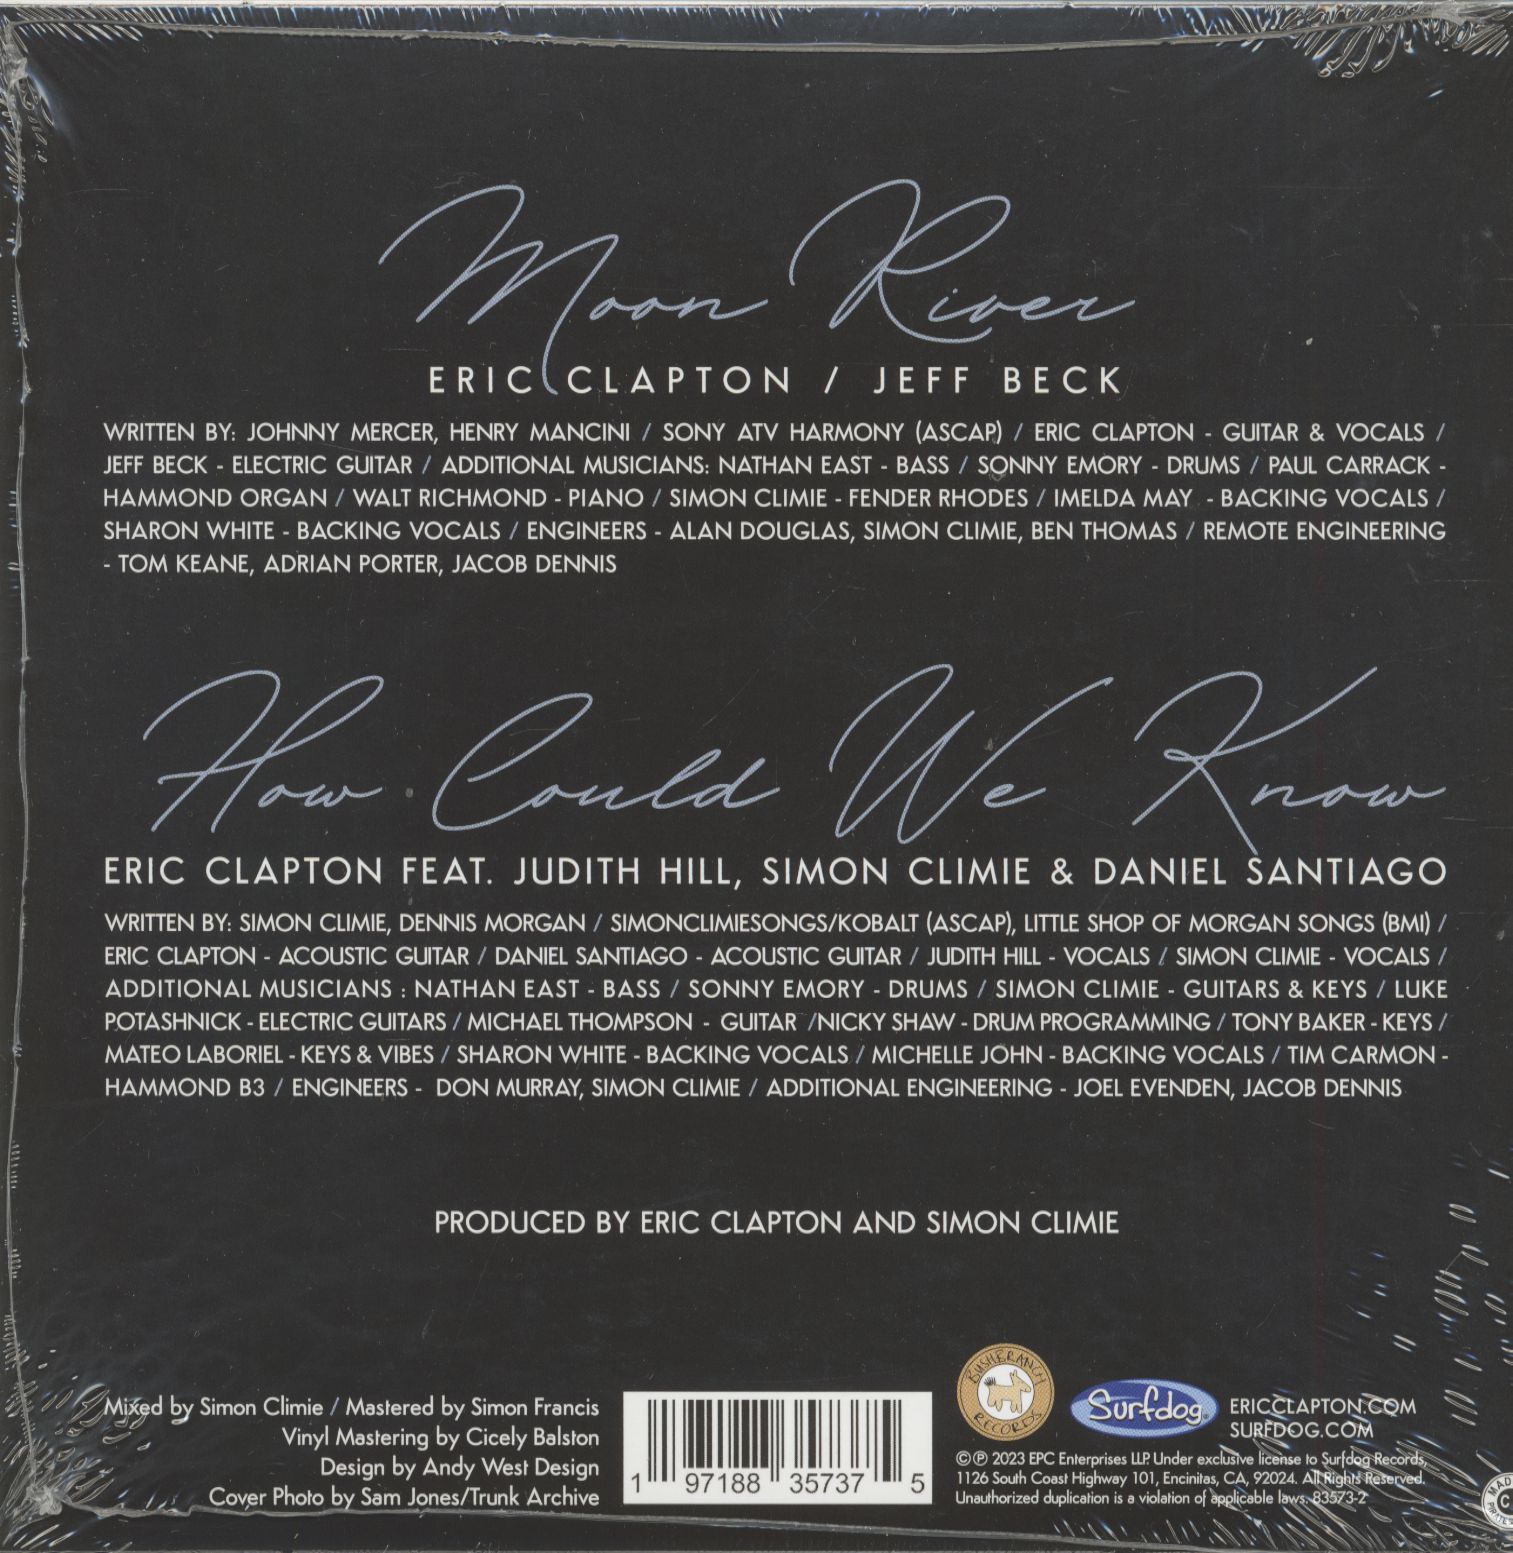 Moon River
ERIC CLAPTON / JEFF BECK
WRITTEN BY: JOHNNY MERCER, HENRY MANCINI / SONY ATV HARMONY (ASCAP) / ERIC CLAPTON - GUITAR & VOCALS /
JEFF BECK - ELECTRIC GUITAR / ADDITIONAL MUSICIANS: NATHAN EAST - BASS / SONNY EMORY - DRUMS / PAUL CARRACK -
HAMMOND ORGAN / WALT RICHMOND - PIANO / SIMON CLIMIE - FENDER RHODES / IMELDA MAY - BACKING VOCALS /
SHARON WHITE - BACKING VOCALS / ENGINEERS - ALAN DOUGLAS, SIMON CLIMIE, BEN THOMAS / REMOTE ENGINEERING
- TOM KEANE, ADRIAN PORTER, JACOB DENNIS
How Could We Know
ERIC CLAPTON FEAT. JUDITH HILL, SIMON CLIMIE & DANIEL SANTIAGO
WRITTEN BY: SIMON CLIMIE, DENNIS MORGAN / SIMONCLIMIESONGS/KOBALT (ASCAP), LITTLE SHOP OF MORGAN SONGS (BMI) /
ERIC CLAPTON - ACOUSTIC GUITAR / DANIEL SANTIAGO - ACOUSTIC GUITAR / JUDITH HILL - VOCALS / SIMON CLIMIE - VOCALS /
ADDITIONAL MUSICIANS : NATHAN EAST - BASS / SONNY EMORY - DRUMS / SIMON CLIMIE - GUITARS & KEYS / LUKE
POTASHNICK - ELECTRIC GUITARS / MICHAEL THOMPSON - GUITAR /NICKY SHAW - DRUM PROGRAMMING / TONY BAKER - KEYS /
MATEO LABORIEL - KEYS & VIBES / SHARON WHITE - BACKING VOCALS / MICHELLE JOHN - BACKING VOCALS / TIM CARMON -
HAMMOND B3 / ENGINEERS - DON MURRAY, SIMON CLIMIE / ADDITIONAL ENGINEERING - JOEL EVENDEN, JACOB DENNIS
PRODUCED BY ERIC CLAPTON AND SIMON CLIMIE
Mixed by Simon Climie / Mastered by Simon Francis
Vinyl Mastering by Cicely Balston
Design by Andy West Design
Cover Photo by Sam Jones/Trunk Archive
1 97188 35737 5
BUSHBRANCH
RECORDS
Surfdog
ERICCLAPTON.COM
SURFDOG.COM
© ℗ 2023 EPC Enterprises LLP. Under exclusive license to Surfdog Records,
1126 South Coast Highway 101, Encinitas, CA, 92024. All Rights Reserved.
Unauthorized duplication is a violation of applicable laws. 83573-2